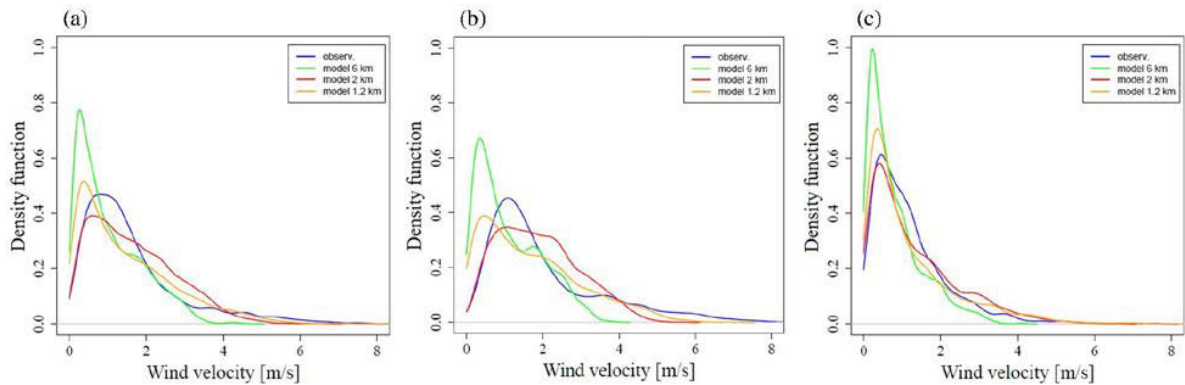 (a)
1.0
0.8
0.6
0.4
0.2
0.0
Density function
observ.
model 6 km
model 2 km
model 1.2 km
0 2 4 6 8
Wind velocity [m/s]
(b)
1.0
0.8
0.6
0.4
0.2
0.0
Density function
observ.
model 6 km
model 2 km
model 1.2 km
0 2 4 6 8
Wind velocity [m/s]
(c)
1.0
0.8
0.6
0.4
0.2
0.0
Density function
observ.
model 6 km
model 2 km
model 1.2 km
0 2 4 6 8
Wind velocity [m/s]